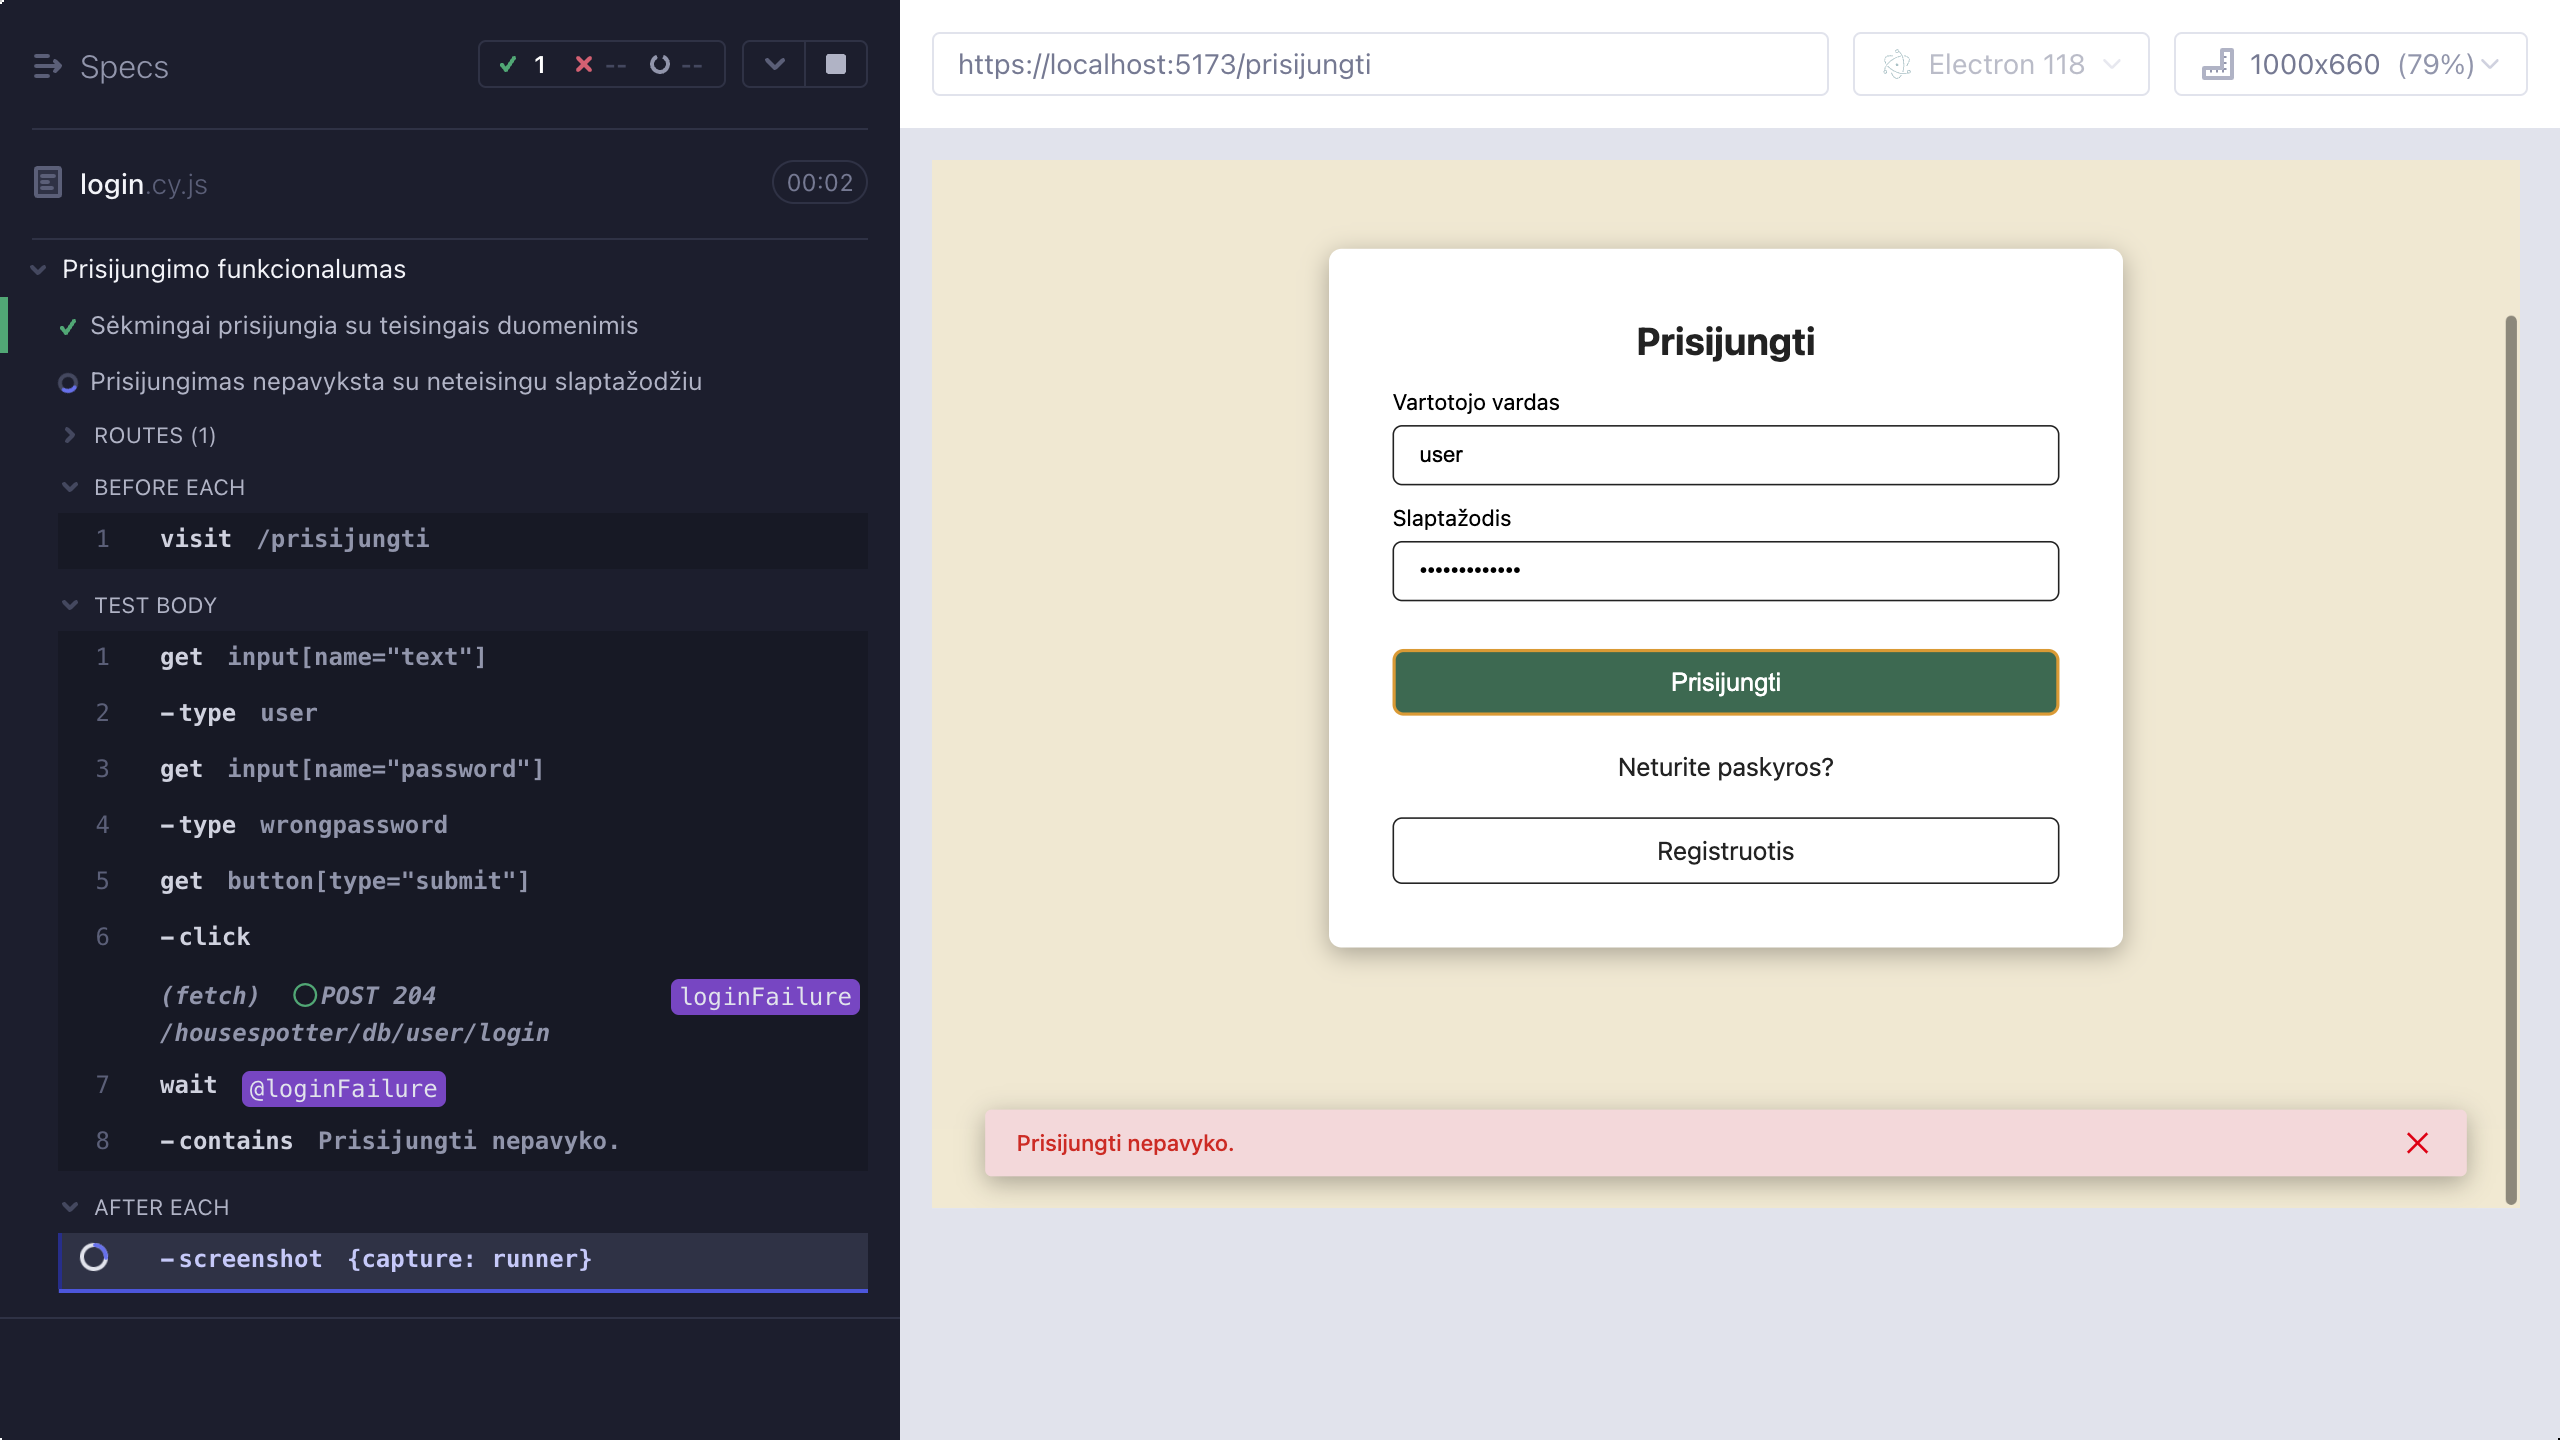 Specs
1 -- --
login.cy.js
00:02
Prisijungimo funkcionalumas
Sėkmingai prisijungia su teisingais duomenimis
Prisijungimas nepavyksta su neteisingu slaptažodžiu
ROUTES (1)
BEFORE EACH
1 visit /prisijungti
TEST BODY
1 get input[name="text"]
2 -type user
3 get input[name="password"]
4 -type wrongpassword
5 get button[type="submit"]
6 -click
(fetch) POST 204 loginFailure
/housespotter/db/user/login
7 wait @loginFailure
8 -contains Prisijungti nepavyko.
AFTER EACH
-screenshot {capture: runner}
https://localhost:5173/prisijungti
Electron 118
1000x660 (79%)
Prisijungti
Vartotojo vardas
user
Slaptažodis
•••••••••••••
Prisijungti
Neturite paskyros?
Registruotis
Prisijungti nepavyko.